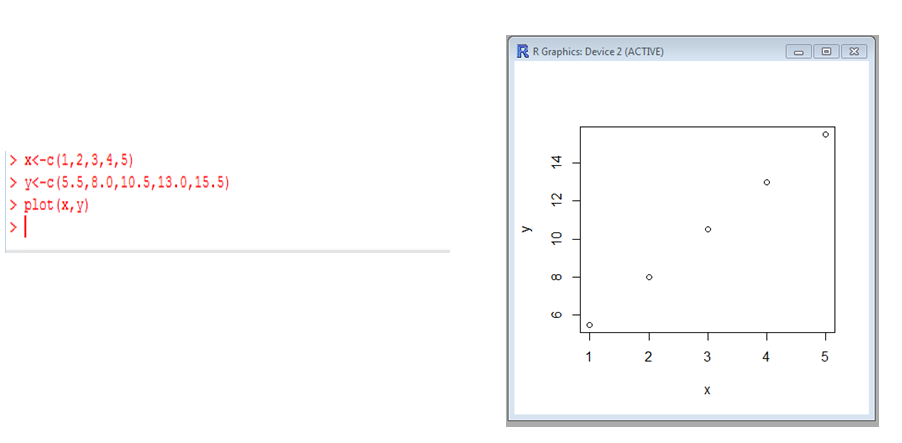 > x<-c(1,2,3,4,5)
> y<-c(5.5,8.0,10.5,13.0,15.5)
> plot(x,y)
>
R R Graphics: Device 2 (ACTIVE)
14
12
10
8
6
y
1 2 3 4 5
x